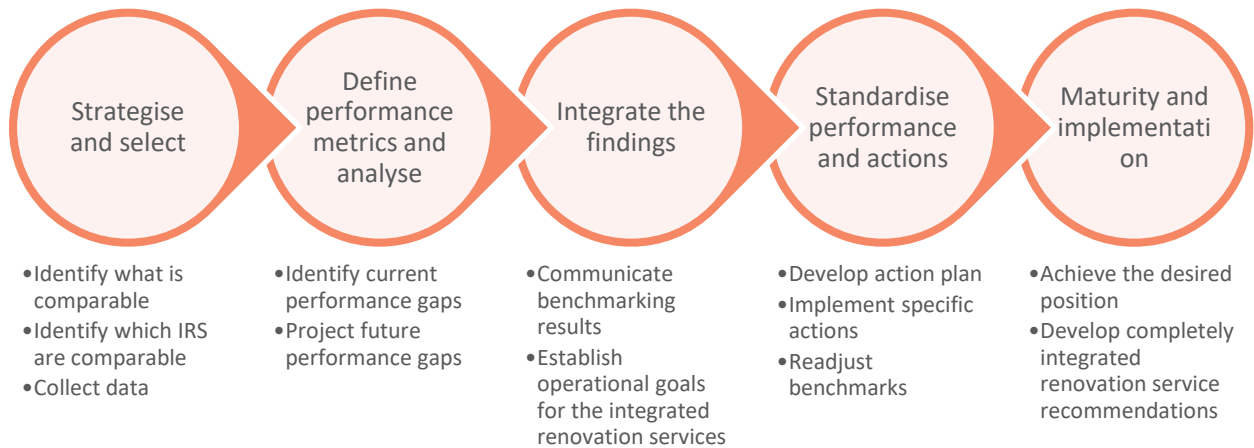 Strategise
and select
•Identify what is
comparable
•Identify which IRS
are comparable
•Collect data
Define
performance
metrics and
analyse
•Identify current
performance gaps
•Project future
performance gaps
Integrate the
findings
•Communicate
benchmarking
results
•Establish
operational goals
for the integrated
renovation services
Standardise
performance
and actions
•Develop action plan
•Implement specific
actions
•Readjust
benchmarks
Maturity and
implementati
on
•Achieve the desired
position
•Develop completely
integrated
renovation service
recommendations